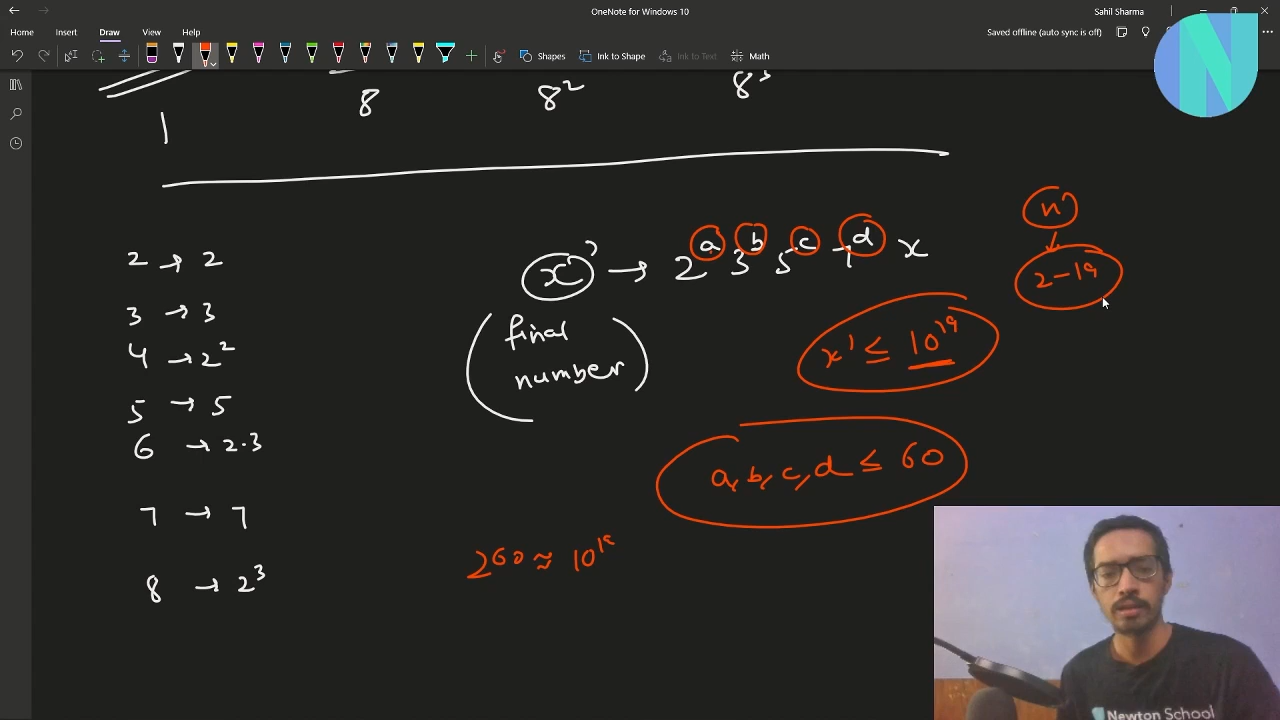 OneNote for Windows 10
Sahil Sharma
Home Insert Draw View Help
Saved offline (auto sync is off)
Shapes Ink to Shape Ink to Text Math
8 8² 8³
1
2 → 2
3 → 3
4 → 2²
5 → 5
6 → 2·3
7 → 7
8 → 2³
x' → 2ᵃ 3ᵇ 5ᶜ 7ᵈ x
(final
number)
n
2-19
x' ≤ 10¹⁹
a, b, c, d ≤ 60
2⁶⁰ ≈ 10¹⁹
Newton School